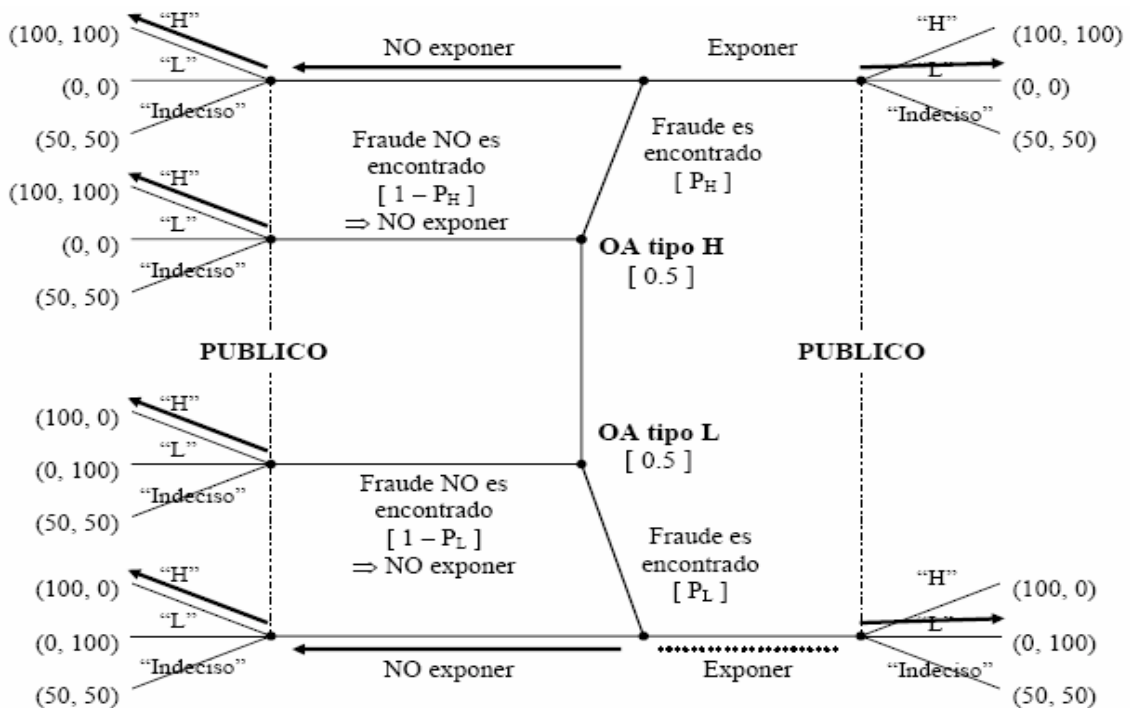 “H”
(100, 100)
“L”
(0, 0)
“Indeciso”
(50, 50)
NO exponer
Exponer
“H”
(100, 100)
L”
(0, 0)
“Indeciso”
(50, 50)
Fraude NO es
encontrado
[ 1 – P_H ]
⇒ NO exponer
Fraude es
encontrado
[ P_H ]
“H”
(100, 100)
“L”
(0, 0)
“Indeciso”
(50, 50)
OA tipo H
[ 0.5 ]
PUBLICO
PUBLICO
“H”
(100, 0)
“L”
(0, 100)
“Indeciso”
(50, 50)
OA tipo L
[ 0.5 ]
Fraude NO es
encontrado
[ 1 – P_L ]
⇒ NO exponer
Fraude es
encontrado
[ P_L ]
“H”
(100, 0)
“L”
(0, 100)
“Indeciso”
(50, 50)
NO exponer
Exponer
“H”
(100, 0)
“L”
(0, 100)
“Indeciso”
(50, 50)